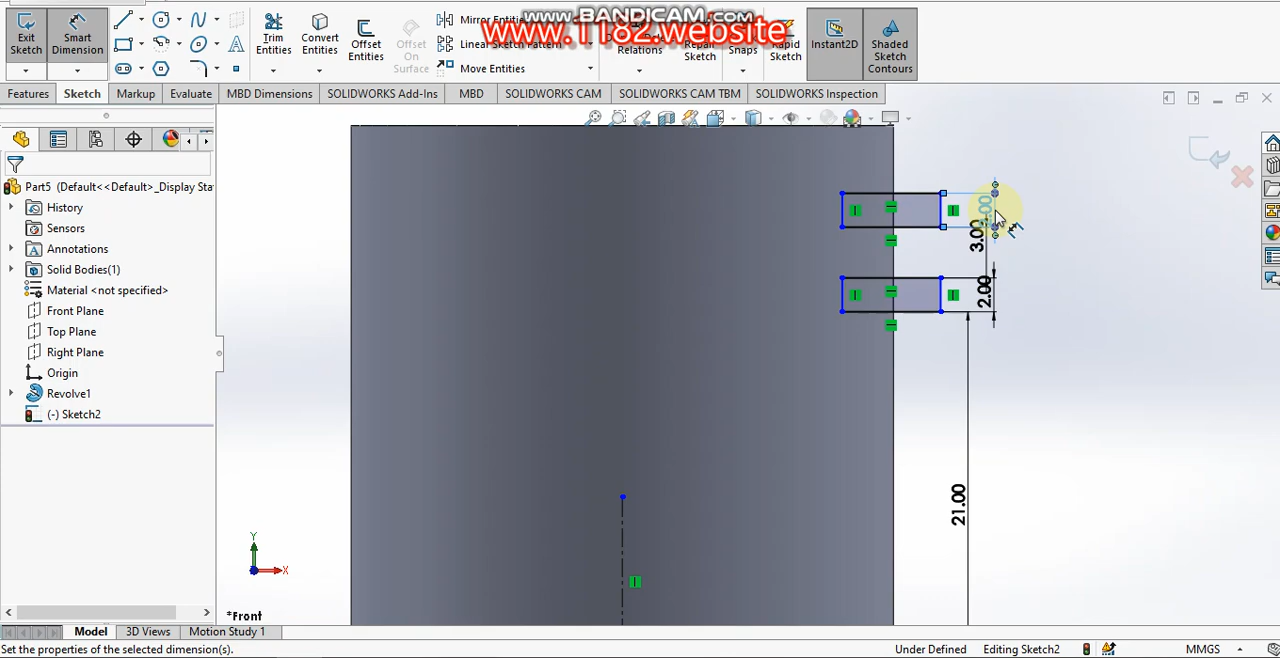 www.BANDICAM.com
www.1182.website
Exit Sketch
Smart Dimension
Trim Entities
Convert Entities
Offset Entities
Offset On Surface
Mirror Entities
Linear Sketch Pattern
Move Entities
Relations
Repair Sketch
Snaps
Rapid Sketch
Instant2D
Shaded Sketch Contours
Features Sketch Markup Evaluate MBD Dimensions SOLIDWORKS Add-Ins MBD SOLIDWORKS CAM SOLIDWORKS CAM TBM SOLIDWORKS Inspection
Part5 (Default<<Default>_Display Sta
History
Sensors
Annotations
Solid Bodies(1)
Material <not specified>
Front Plane
Top Plane
Right Plane
Origin
Revolve1
(-) Sketch2
3.00
2.00
21.00
Y
X
*Front
Model 3D Views Motion Study 1
Set the properties of the selected dimension(s).
Under Defined Editing Sketch2 MMGS